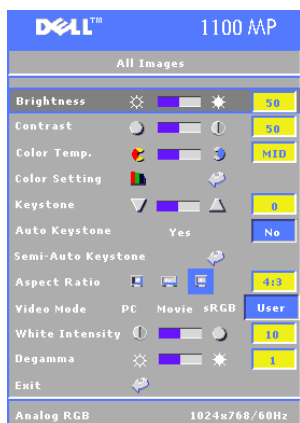 DELL™ 1100 MP
All Images
Brightness 50
Contrast 50
Color Temp. MID
Color Setting
Keystone 0
Auto Keystone Yes No
Semi-Auto Keystone
Aspect Ratio 4:3
Video Mode PC Movie sRGB User
White Intensity 10
Degamma 1
Exit
Analog RGB 1024x768/60Hz